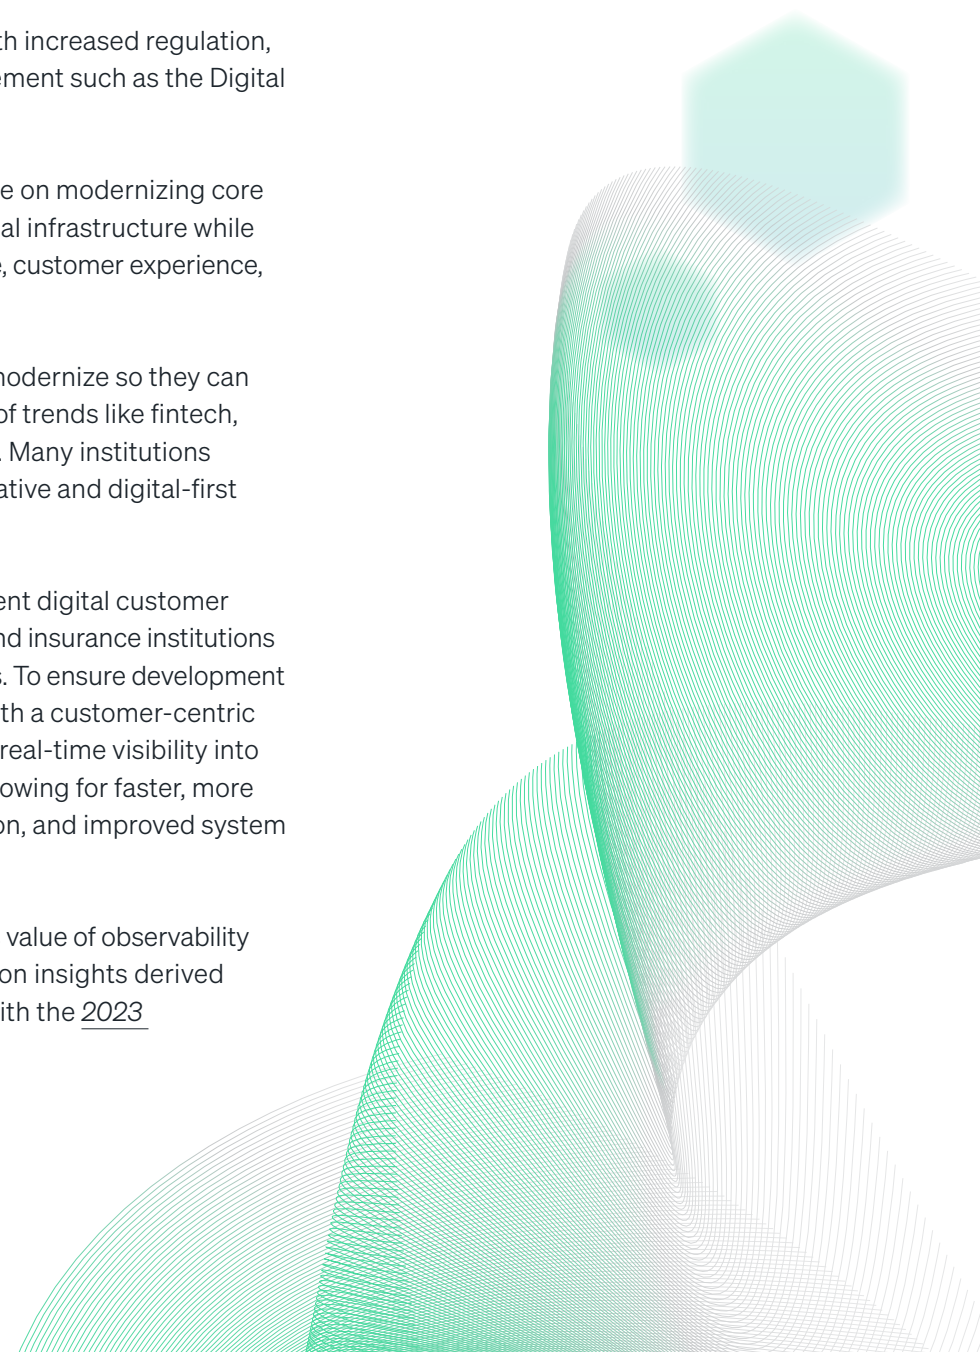 th increased regulation,
ement such as the Digital
e on modernizing core
al infrastructure while
, customer experience,
nodernize so they can
of trends like fintech,
. Many institutions
ative and digital-first
ent digital customer
nd insurance institutions
s. To ensure development
th a customer-centric
real-time visibility into
owing for faster, more
on, and improved system
value of observability
on insights derived
ith the 2023